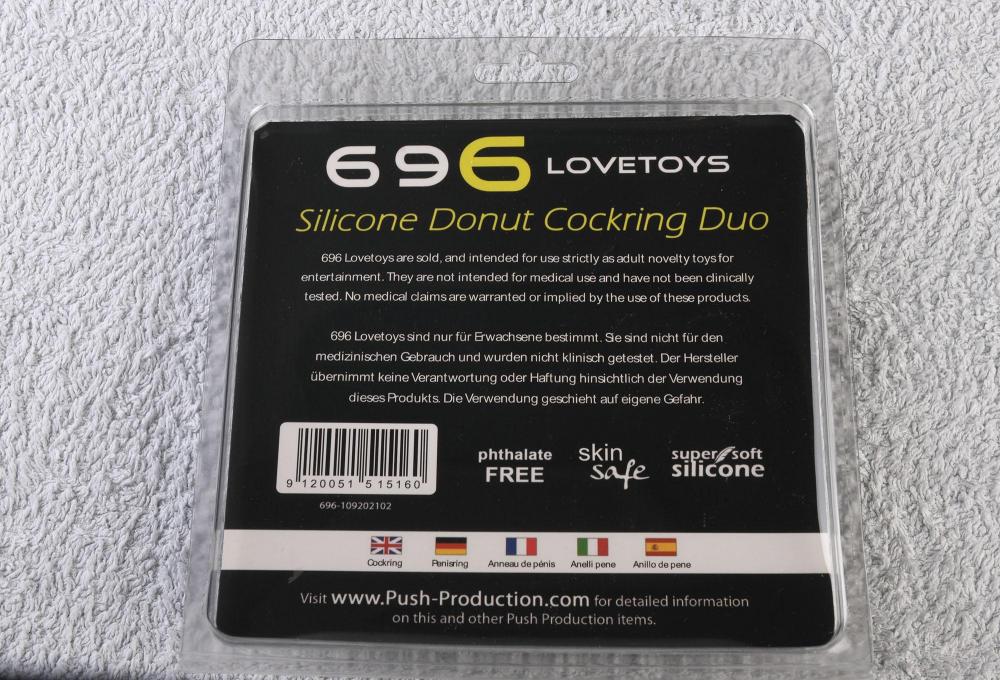 696 LOVETOYS
Silicone Donut Cockring Duo
696 Lovetoys are sold, and intended for use strictly as adult novelty toys for
entertainment. They are not intended for medical use and have not been clinically
tested. No medical claims are warranted or implied by the use of these products.
696 Lovetoys sind nur für Erwachsene bestimmt. Sie sind nicht für den
medizinischen Gebrauch und wurden nicht klinisch getestet. Der Hersteller
übernimmt keine Verantwortung oder Haftung hinsichtlich der Verwendung
dieses Produkts. Die Verwendung geschieht auf eigene Gefahr.
9 120051 515160
696-109202102
phthalate
FREE
skin
safe
super soft
silicone
Cockring Penisring Anneau de pénis Anelli pene Anillo de pene
Visit www.Push-Production.com for detailed information
on this and other Push Production items.